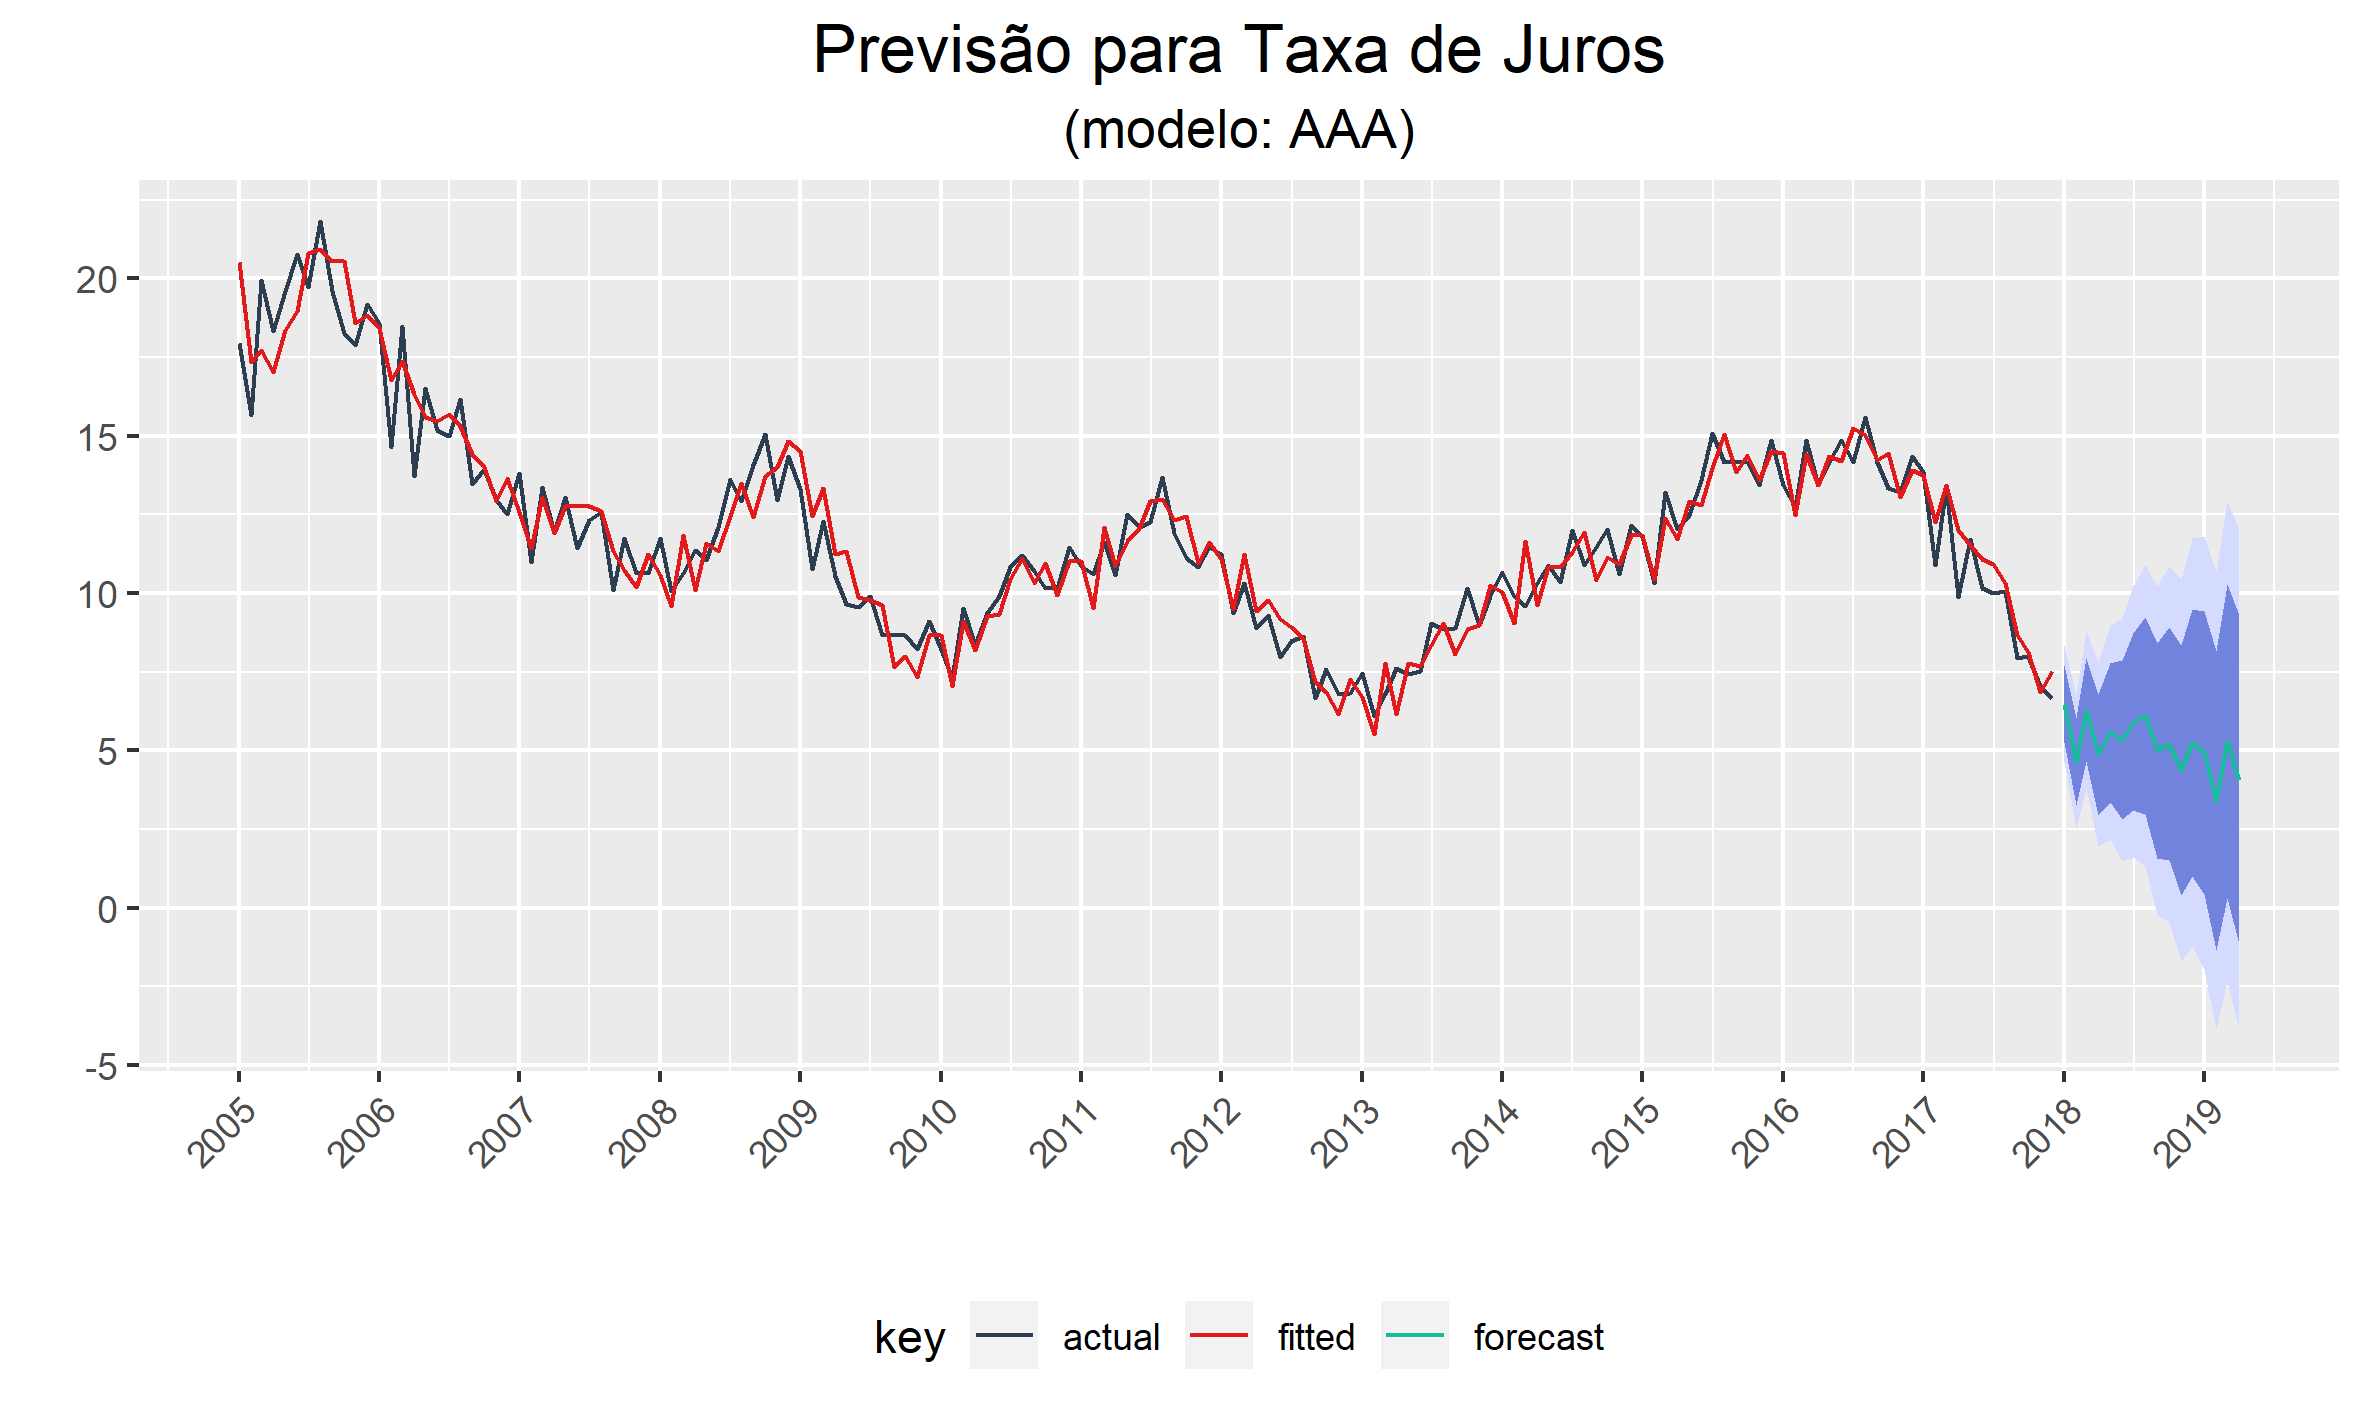 Previsão para Taxa de Juros
(modelo: AAA)
20
15
10
5
0
-5
2005 2006 2007 2008 2009 2010 2011 2012 2013 2014 2015 2016 2017 2018 2019
key actual fitted forecast